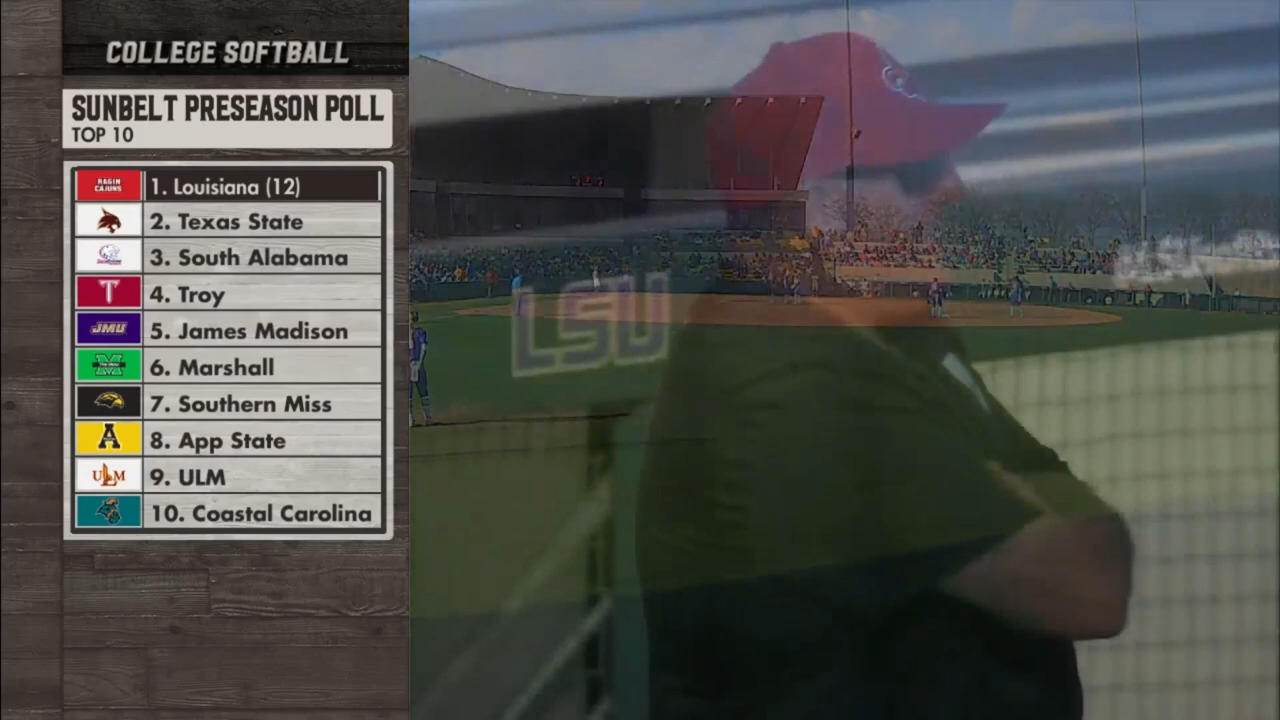 COLLEGE SOFTBALL
SUNBELT PRESEASON POLL
TOP 10
RAGIN CAJUNS
1. Louisiana (12)
2. Texas State
3. South Alabama
T
4. Troy
JMU
5. James Madison
M
6. Marshall
7. Southern Miss
A
8. App State
ULM
9. ULM
10. Coastal Carolina
LSU